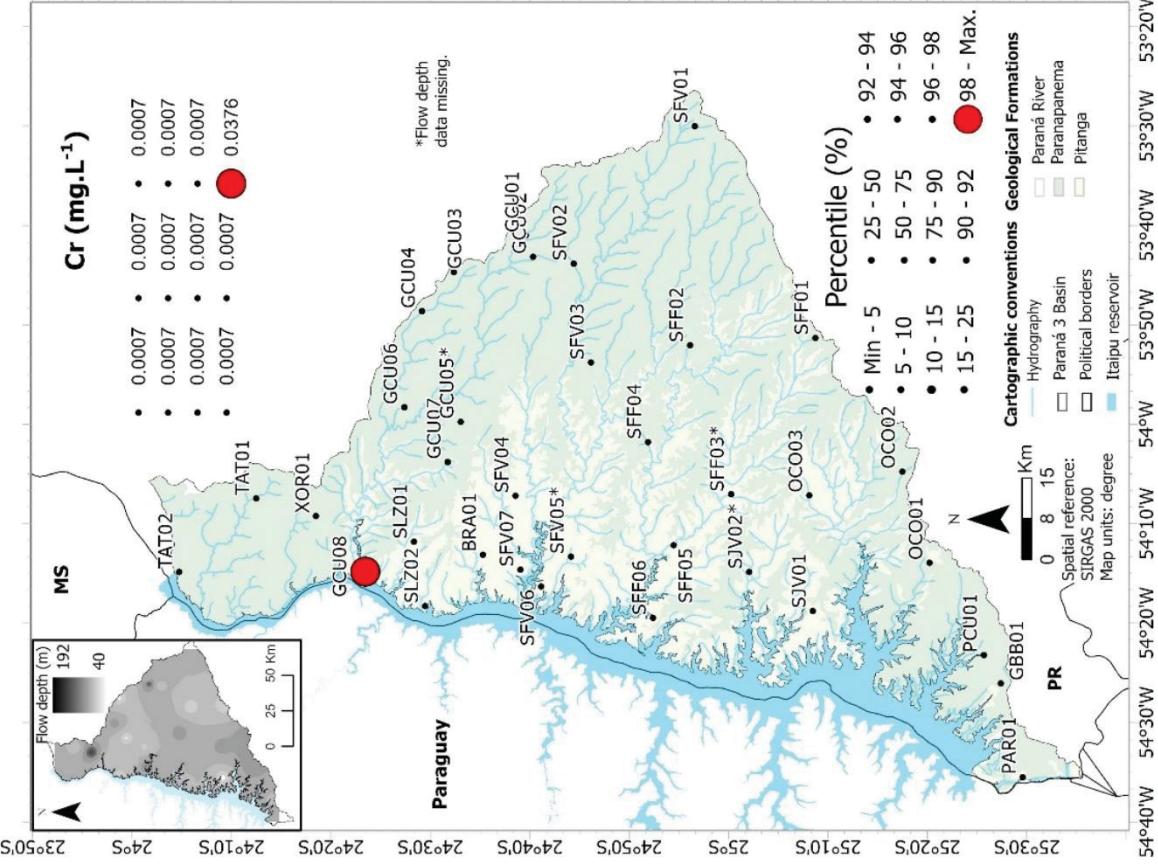 Cr (mg.L-1)
0.0007 0.0007 0.0007
0.0007 0.0007 0.0007
0.0007 0.0007 0.0007
0.0007 0.0007 0.0376
*Flow depth
data missing.
Flow depth (m)
192
40
N
0 25 50 Km
MS
Paraguay
PR
TAT02
TAT01
XOR01
GCU08
SLZ01
SLZ02
GCU06
GCU05*
GCU07
GCU04
GCU03
GCU02
GCU01
BRA01
SFV04
SFV07
SFV05*
SFV06
SFV03
SFV02
SFV01
SFF02
SFF04
SFF01
SFF03*
SFF06
SFF05
SJV02*
SJV01
OCO03
OCO02
OCO01
PCU01
GBB01
PAR01
Percentile (%)
Min - 5 25 - 50 92 - 94
5 - 10 50 - 75 94 - 96
10 - 15 75 - 90 96 - 98
15 - 25 90 - 92 98 - Max.
Cartographic conventions
Hydrography
Paraná 3 Basin
Political borders
Itaipu reservoir
Geological Formations
Paraná River
Paranapanema
Pitanga
N
0 8 15 Km
Spatial reference:
SIRGAS 2000
Map units: degree
23°50'S
24°S
24°10'S
24°20'S
24°30'S
24°40'S
24°50'S
25°S
25°10'S
25°20'S
25°30'S
54°40'W 54°30'W 54°20'W 54°10'W 54°W 53°50'W 53°40'W 53°30'W 53°20'W